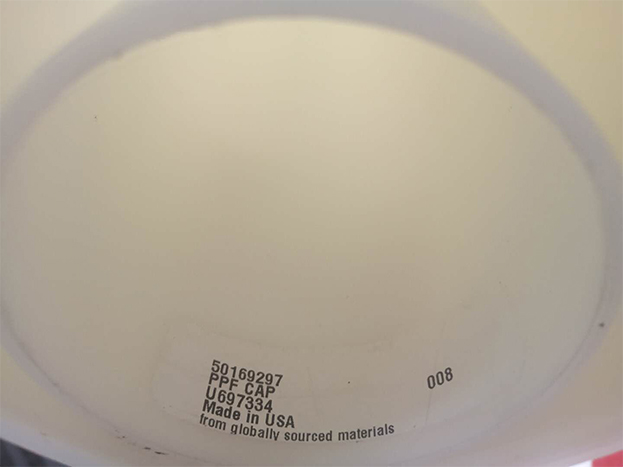 50169297
PPF CAP
U697334
Made in USA
from globally sourced materials
008